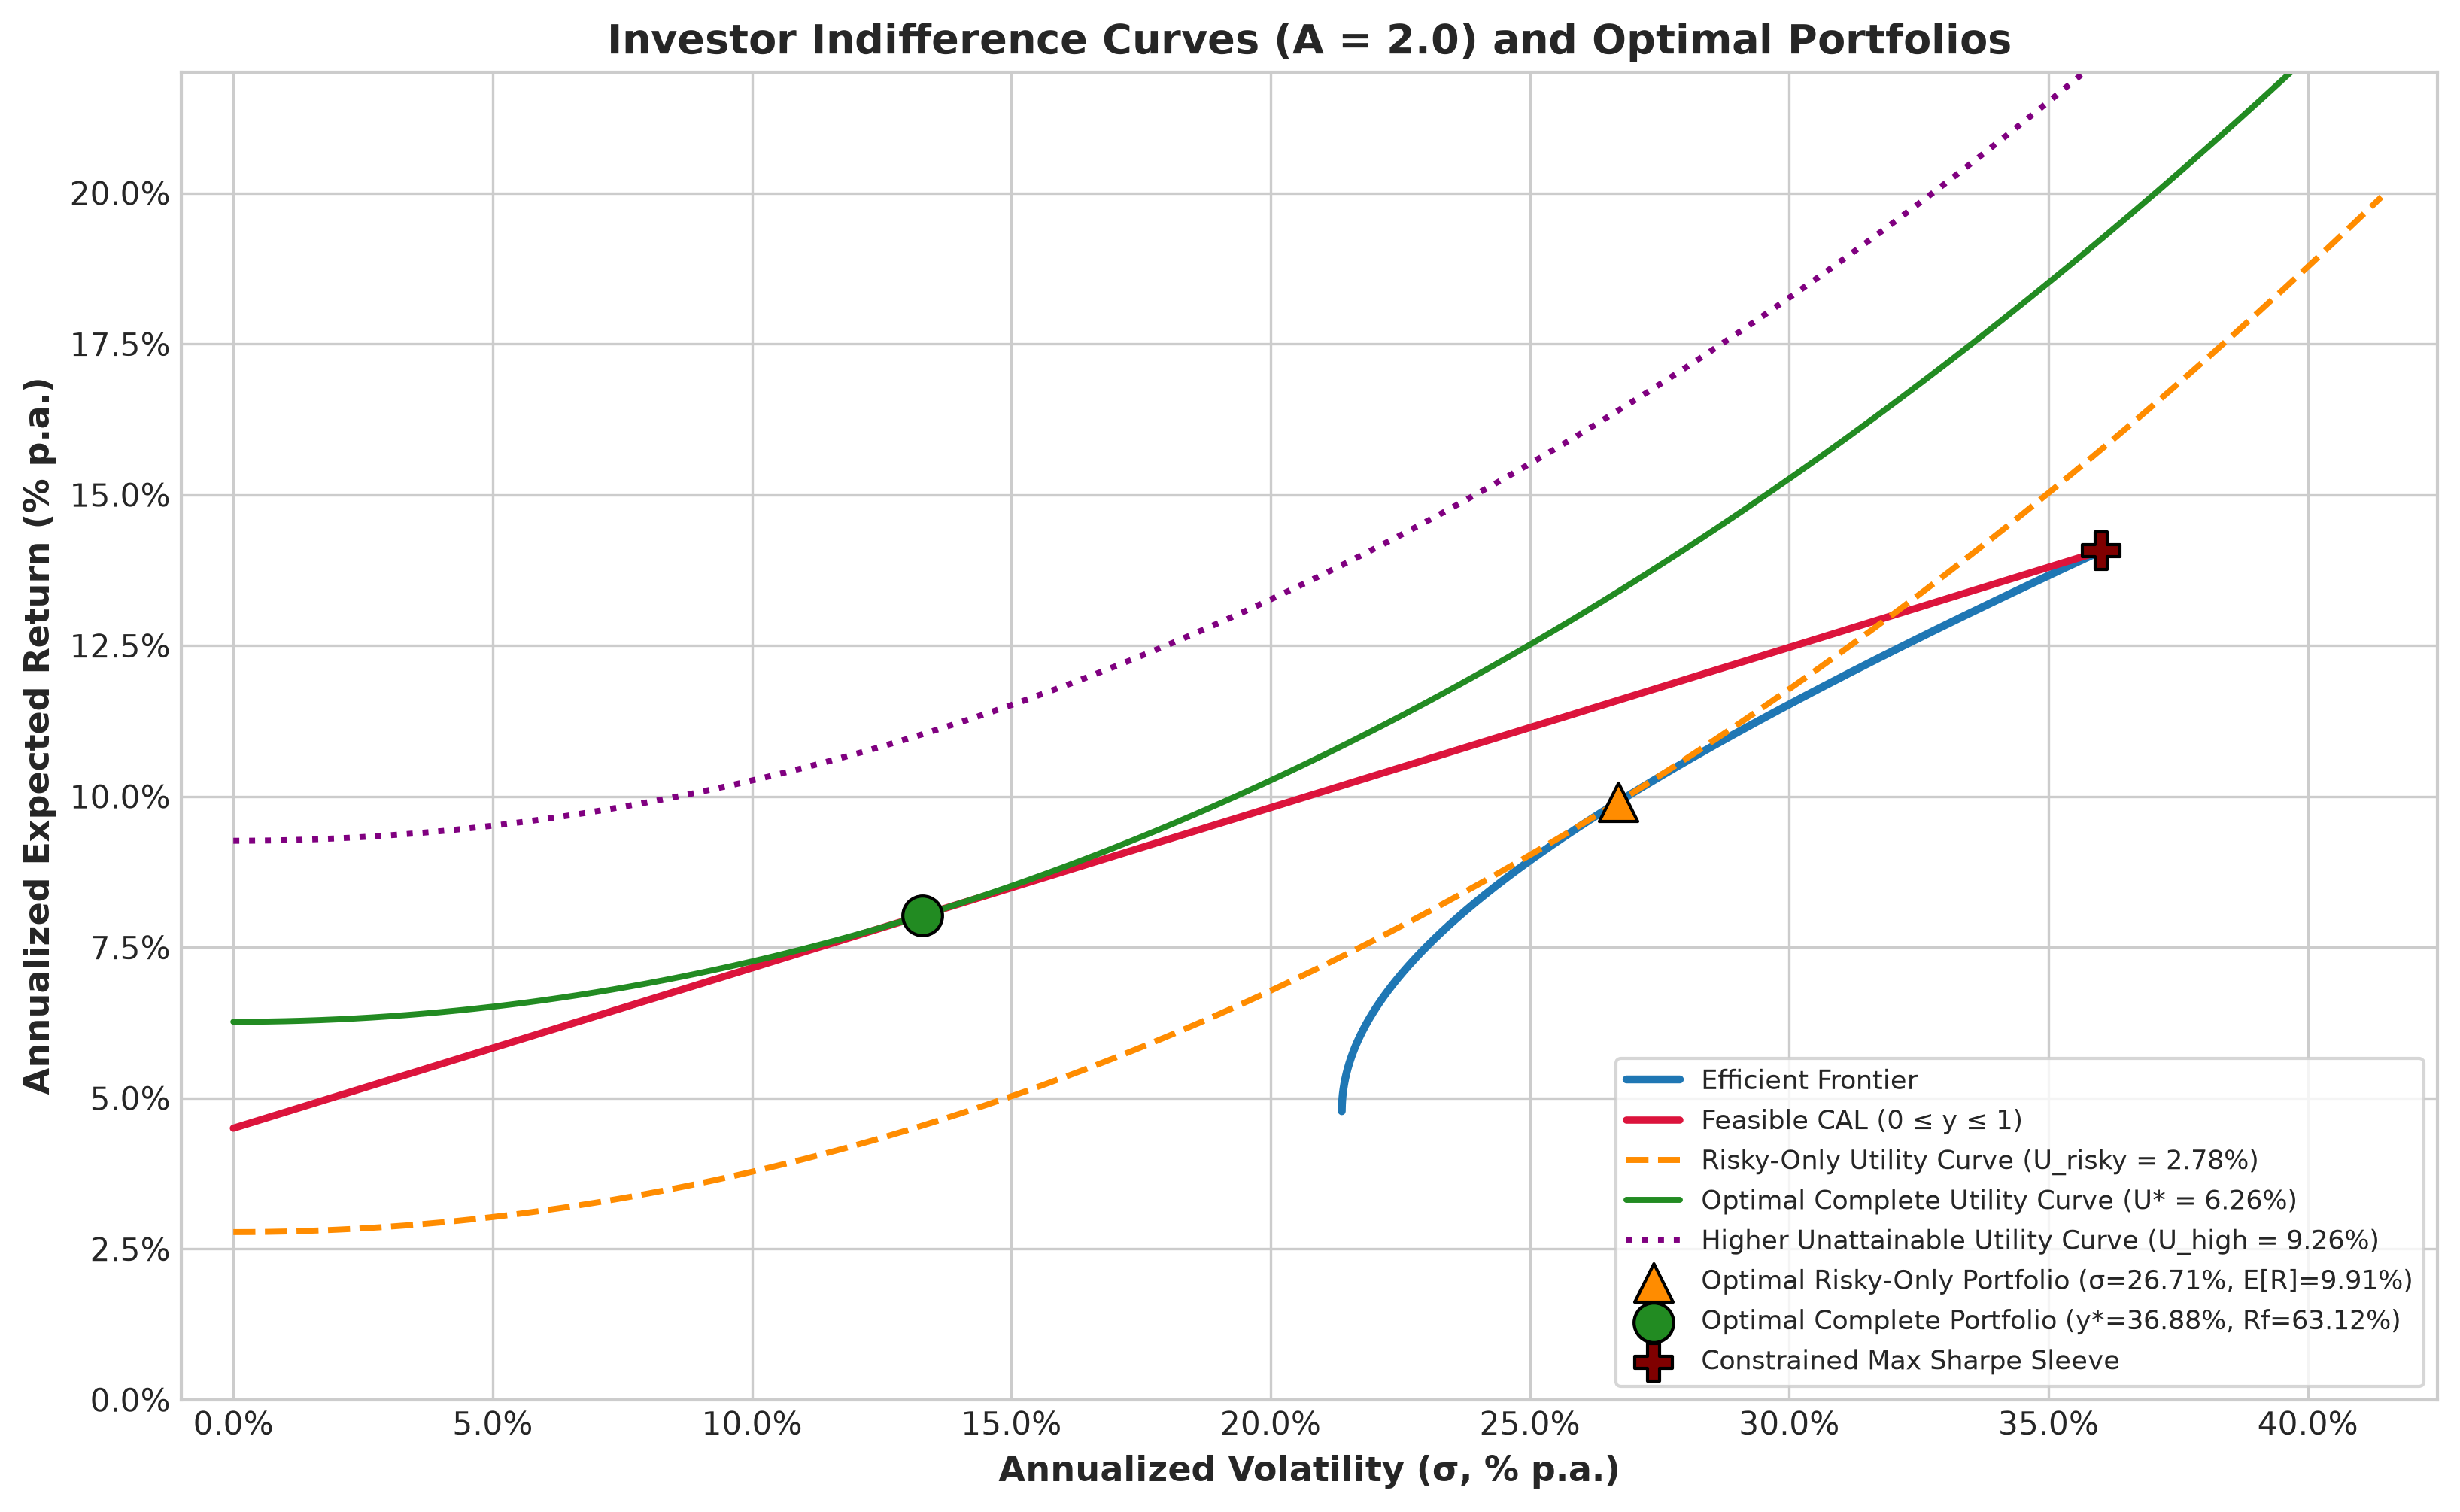 Investor Indifference Curves (A = 2.0) and Optimal Portfolios
Annualized Expected Return (% p.a.)
20.0%
17.5%
15.0%
12.5%
10.0%
7.5%
5.0%
2.5%
0.0%
Efficient Frontier
Feasible CAL (0 ≤ y ≤ 1)
Risky-Only Utility Curve (U_risky = 2.78%)
Optimal Complete Utility Curve (U* = 6.26%)
Higher Unattainable Utility Curve (U_high = 9.26%)
Optimal Risky-Only Portfolio (σ=26.71%, E[R]=9.91%)
Optimal Complete Portfolio (y*=36.88%, Rf=63.12%)
Constrained Max Sharpe Sleeve
0.0% 5.0% 10.0% 15.0% 20.0% 25.0% 30.0% 35.0% 40.0%
Annualized Volatility (σ, % p.a.)